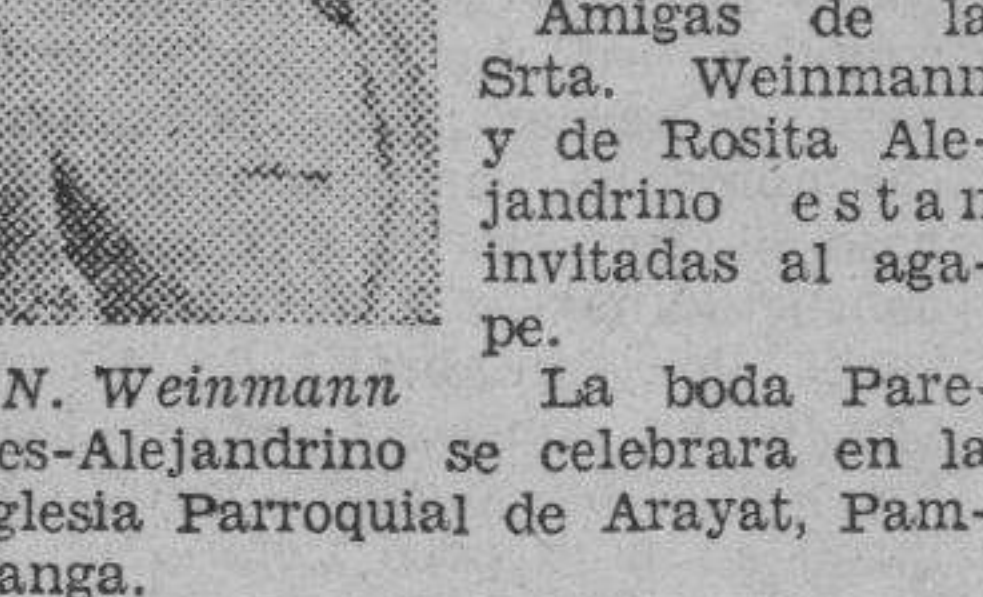 Amigas de la
Srta. Weinmann
y de Rosita Ale-
jandrino estan
invitadas al aga-
pe.
N. Weinmann
La boda Pare-
es-Alejandrino se celebrara en la
glesia Parroquial de Arayat, Pam-
anga.